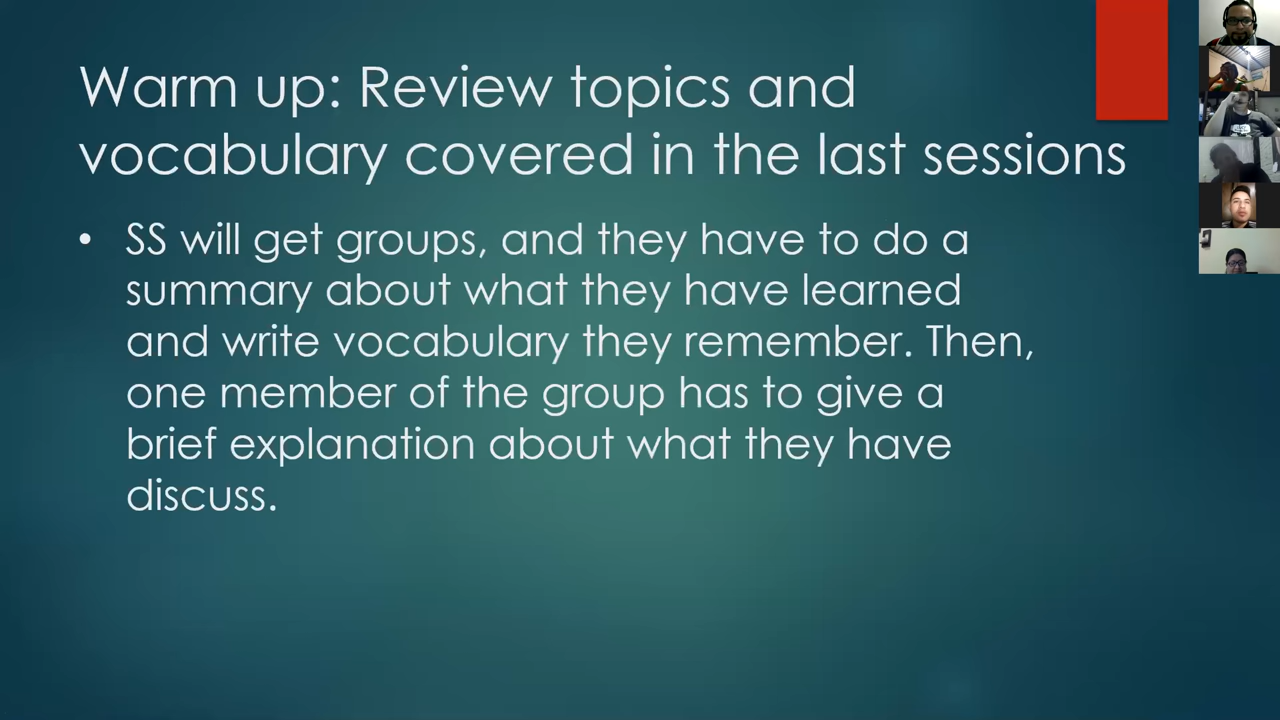 Warm up: Review topics and
vocabulary covered in the last sessions
• SS will get groups, and they have to do a
summary about what they have learned
and write vocabulary they remember. Then,
one member of the group has to give a
brief explanation about what they have
discuss.